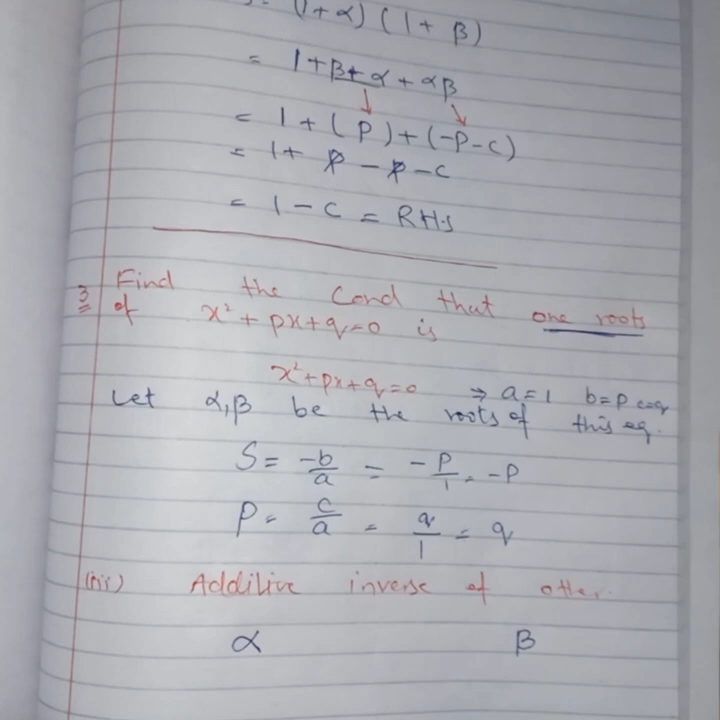 (1+α) (1+ β)
= 1+β+α + αβ
= 1 + (P) + (-P-c)
= 1+ P - P - c
= 1 - c = RHS
3 Find the Cond that one roots
of x² + px+q=0 is
x²+px+q=0 ⇒ a=1 b=P c=q
Let α,β be the roots of this eq.
S = -b/a = -P/1 = -P
P = c/a = q/1 = q
(iii) Additive inverse of other.
α β